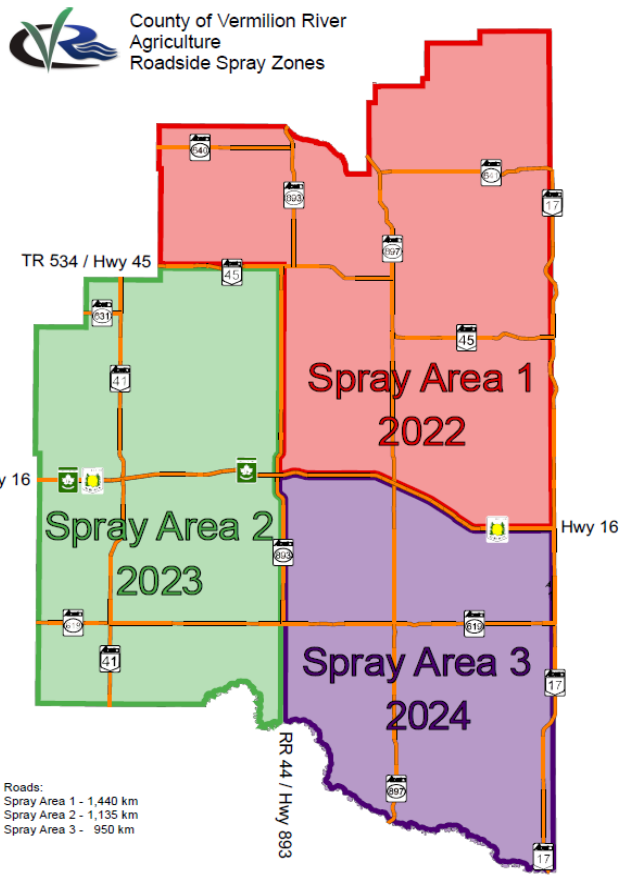 County of Vermilion River
Agriculture
Roadside Spray Zones
640
893
641
17
897
TR 534 / Hwy 45
45
631
45
41
Spray Area 1
2022
16
Spray Area 2
2023
Hwy 16
893
619
619
41
Spray Area 3
2024
17
RR 44 / Hwy 893
897
17
Roads:
Spray Area 1 - 1,440 km
Spray Area 2 - 1,135 km
Spray Area 3 - 950 km